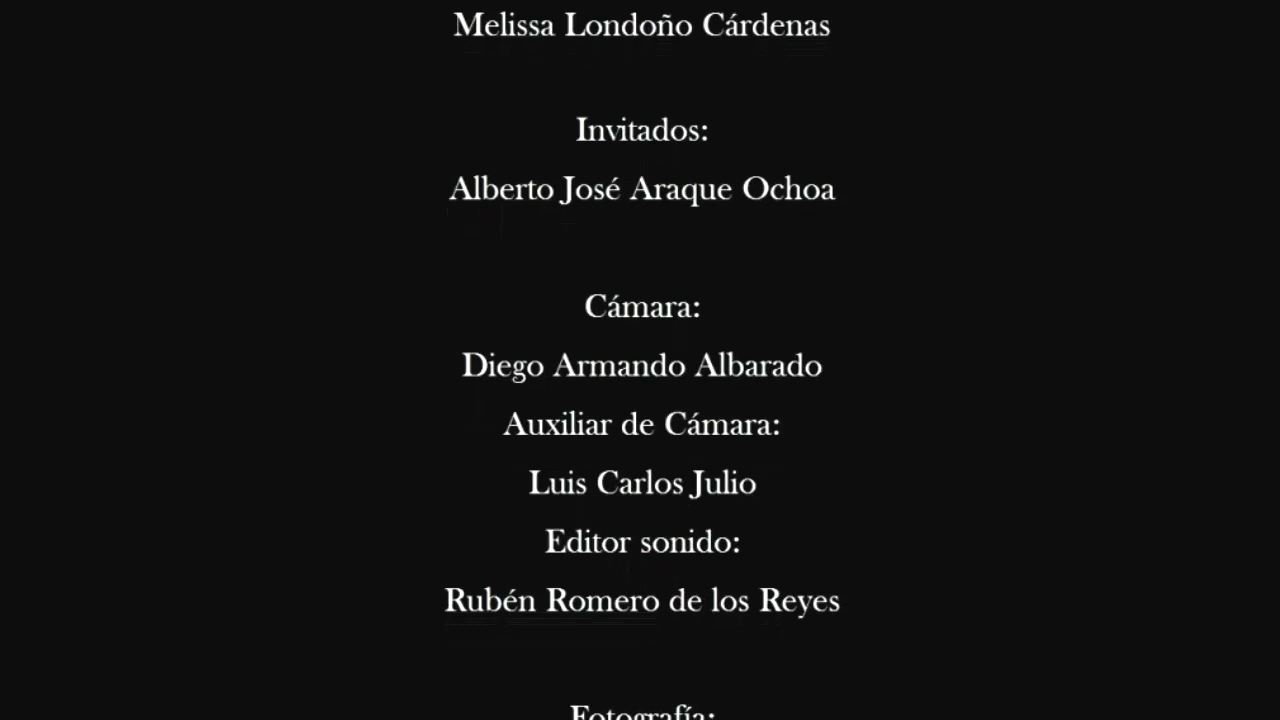 Melissa Londoño Cárdenas
Invitados:
Alberto José Araque Ochoa
Cámara:
Diego Armando Albarado
Auxiliar de Cámara:
Luis Carlos Julio
Editor sonido:
Rubén Romero de los Reyes
Fotografía: